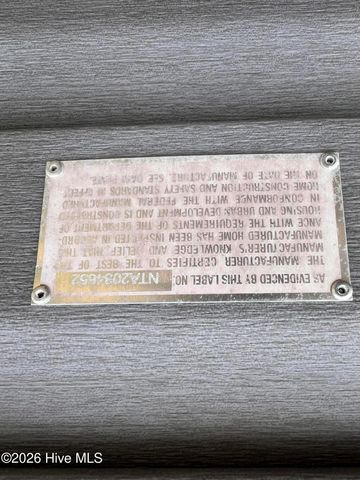 AS EVIDENCED BY THIS LABEL NO. NTA2034652
THE MANUFACTURER CERTIFIES TO THE BEST OF THE
MANUFACTURER'S KNOWLEDGE AND BELIEF THAT THIS
MANUFACTURED HOME HAS BEEN INSPECTED IN ACCORD-
ANCE WITH THE REQUIREMENTS OF THE DEPARTMENT OF
HOUSING AND URBAN DEVELOPMENT AND IS CONSTRUCTED
IN CONFORMANCE WITH THE FEDERAL MANUFACTURED
HOME CONSTRUCTION AND SAFETY STANDARDS IN EFFECT
ON THE DATE OF MANUFACTURE. SEE DATA PLATE.
©2026 Hive MLS